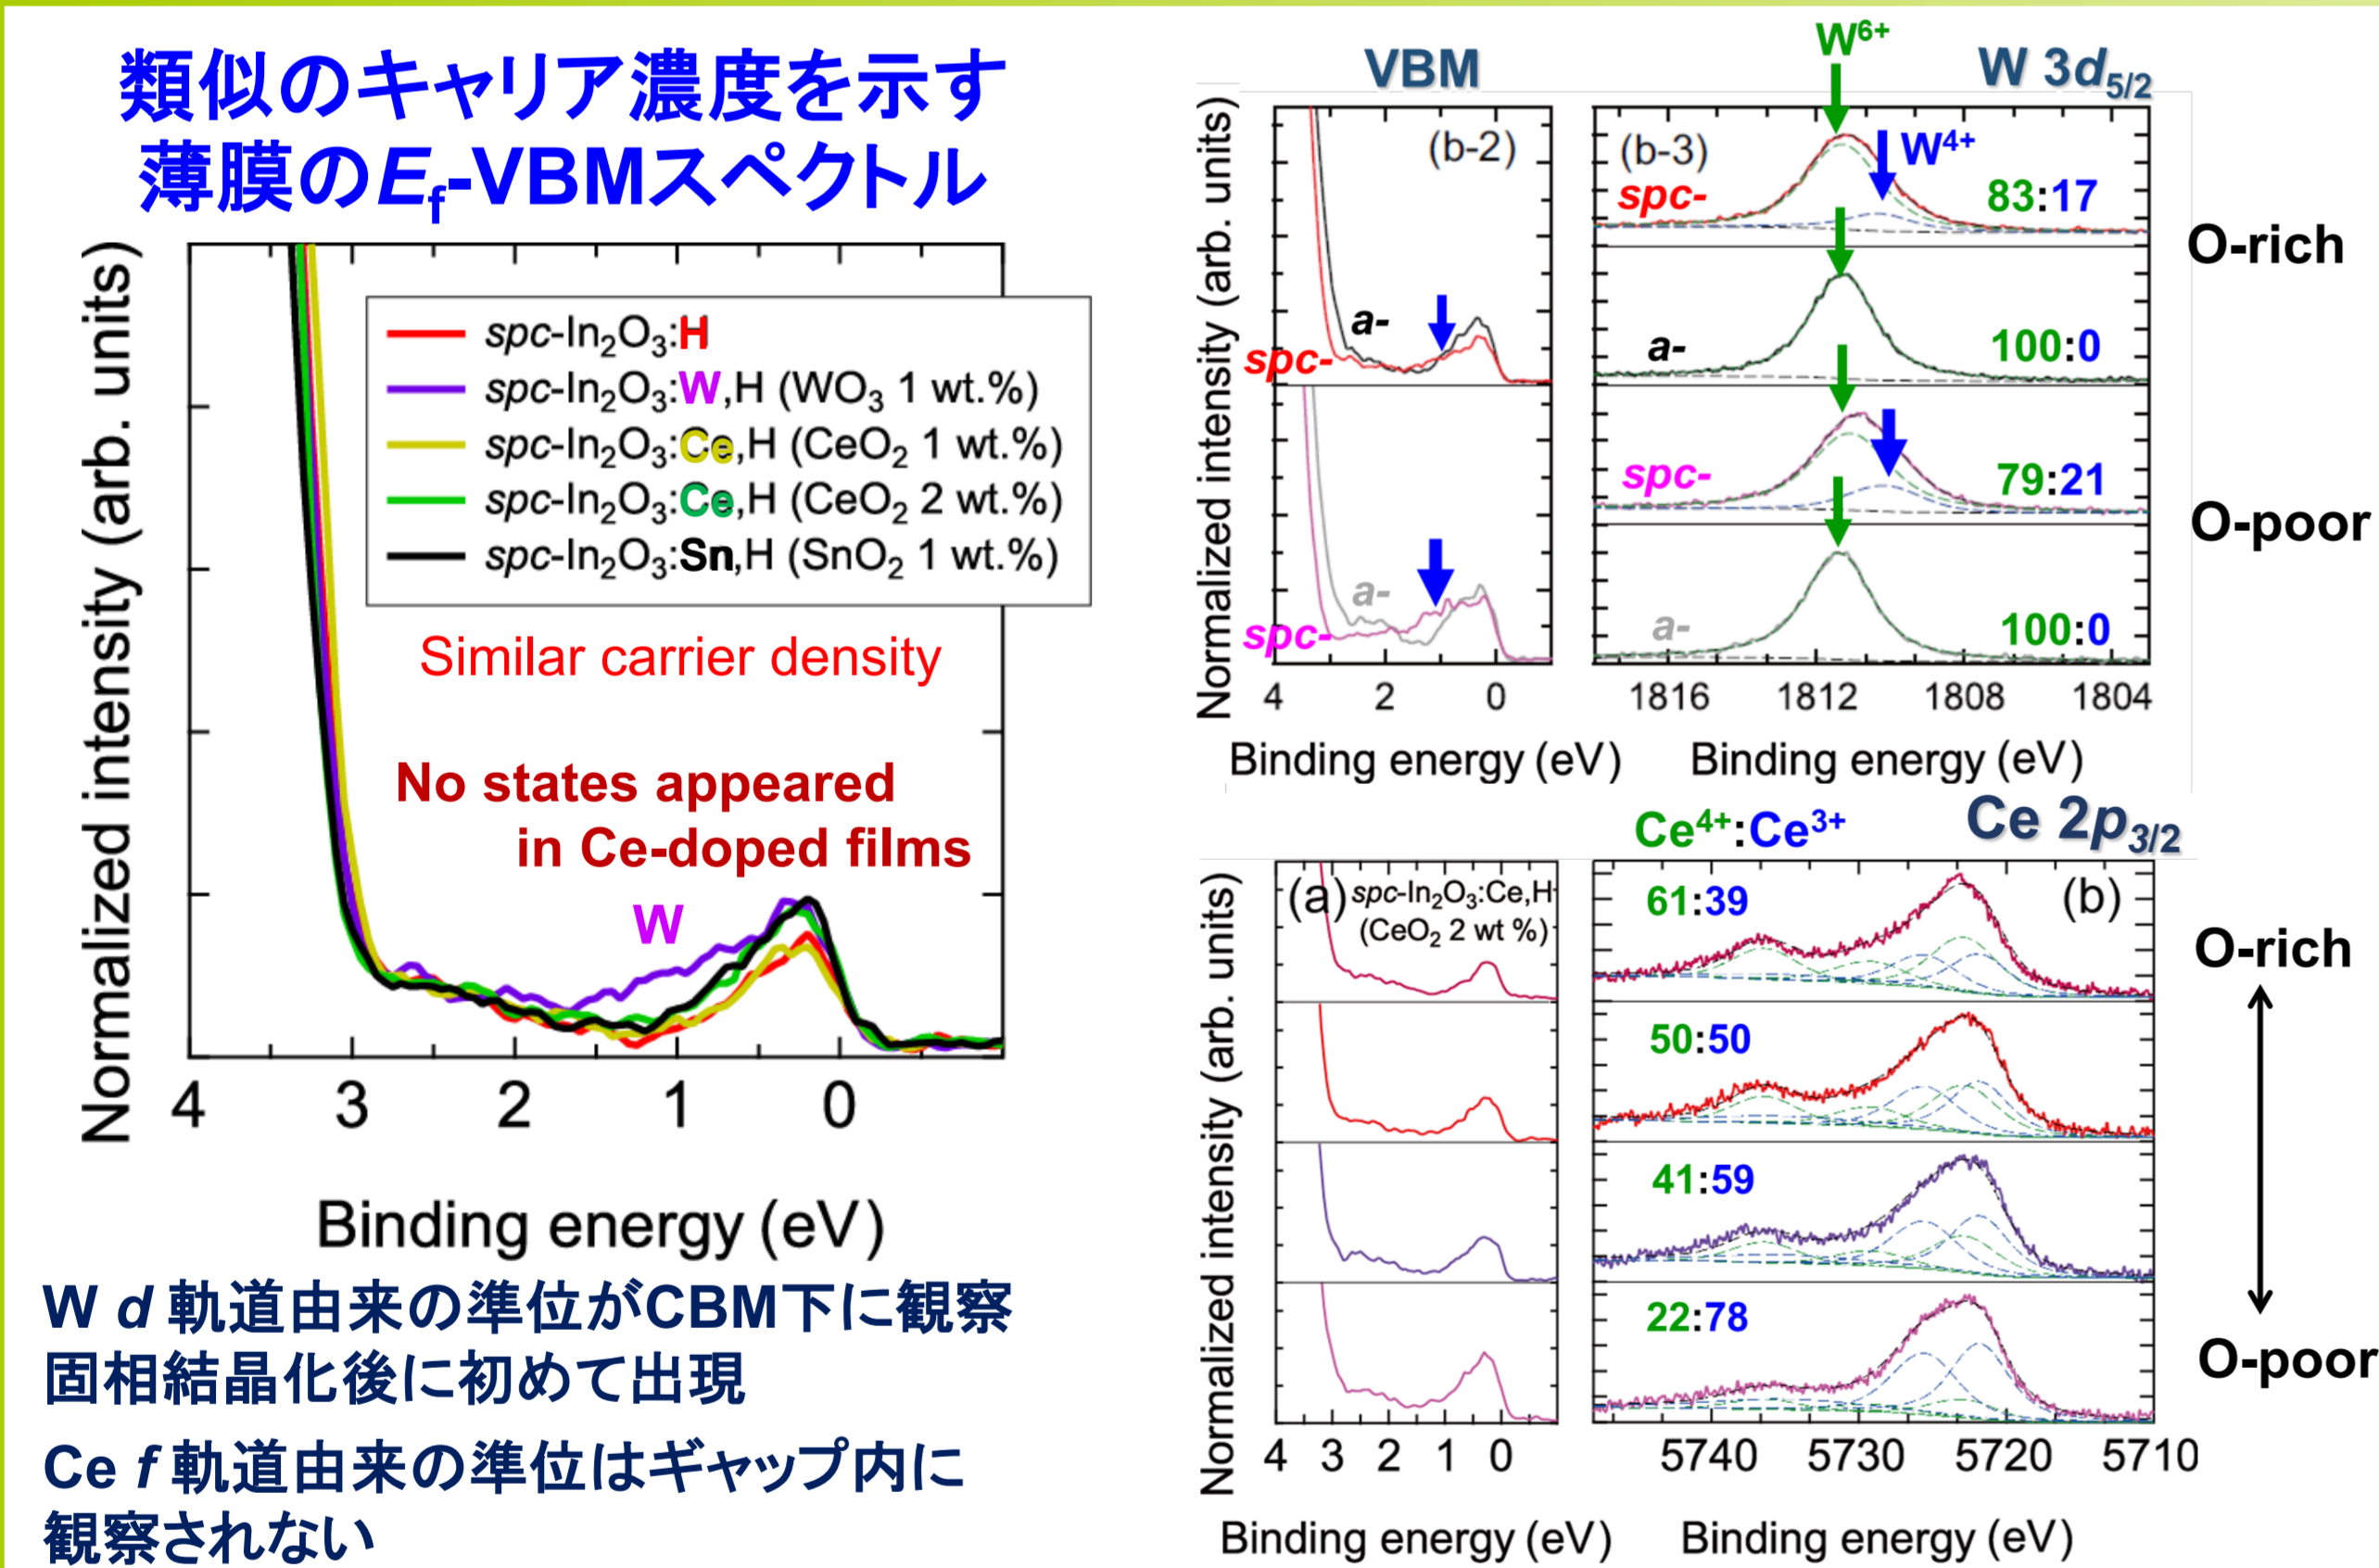 類似のキャリア濃度を示す
薄膜のEf-VBMスペクトル
Normalized intensity (arb. units)
spc-In2O3:H
spc-In2O3:W,H (WO3 1 wt.%)
spc-In2O3:Ce,H (CeO2 1 wt.%)
spc-In2O3:Ce,H (CeO2 2 wt.%)
spc-In2O3:Sn,H (SnO2 1 wt.%)
Similar carrier density
No states appeared
in Ce-doped films
W
4 3 2 1 0
Binding energy (eV)
W d 軌道由来の準位がCBM下に観察
固相結晶化後に初めて出現
Ce f 軌道由来の準位はギャップ内に
観察されない
VBM
W6+
W 3d5/2
Normalized intensity (arb. units)
(b-2)
a-
spc-
a-
spc-
4 2 0
Binding energy (eV)
(b-3)
W4+
spc-
83:17
a-
100:0
spc-
79:21
a-
100:0
1816 1812 1808 1804
Binding energy (eV)
O-rich
O-poor
Ce4+:Ce3+
Ce 2p3/2
Normalized intensity (arb. units)
(a)
spc-In2O3:Ce,H
(CeO2 2 wt %)
4 3 2 1 0
Binding energy (eV)
(b)
61:39
50:50
41:59
22:78
5740 5730 5720 5710
Binding energy (eV)
O-rich
O-poor